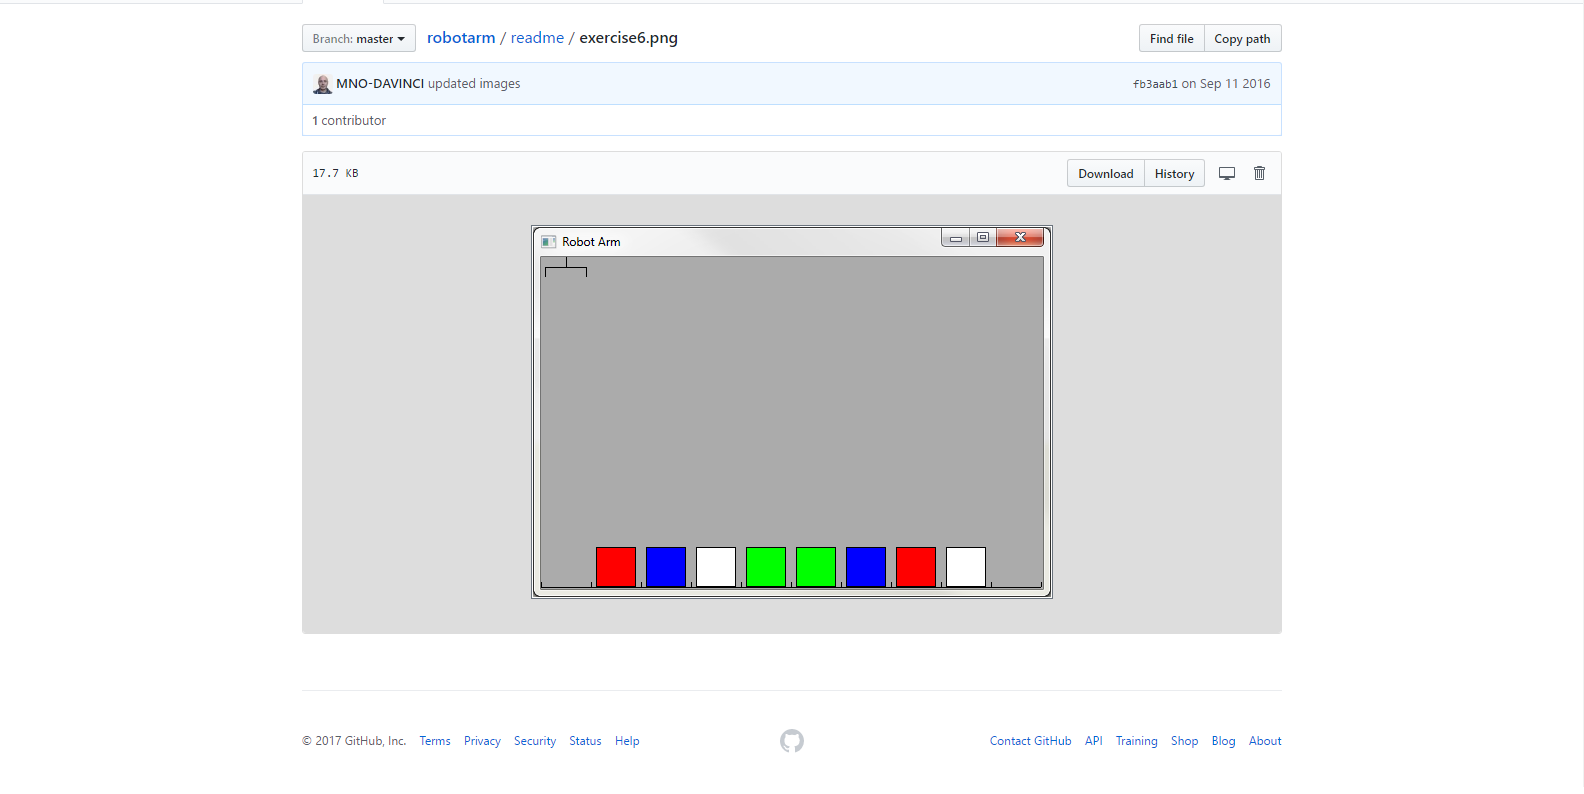 Branch: master
robotarm / readme / exercise6.png
Find file
Copy path
MNO-DAVINCI updated images
fb3aab1 on Sep 11 2016
1 contributor
17.7 KB
Download
History
Robot Arm
© 2017 GitHub, Inc.
Terms
Privacy
Security
Status
Help
Contact GitHub
API
Training
Shop
Blog
About